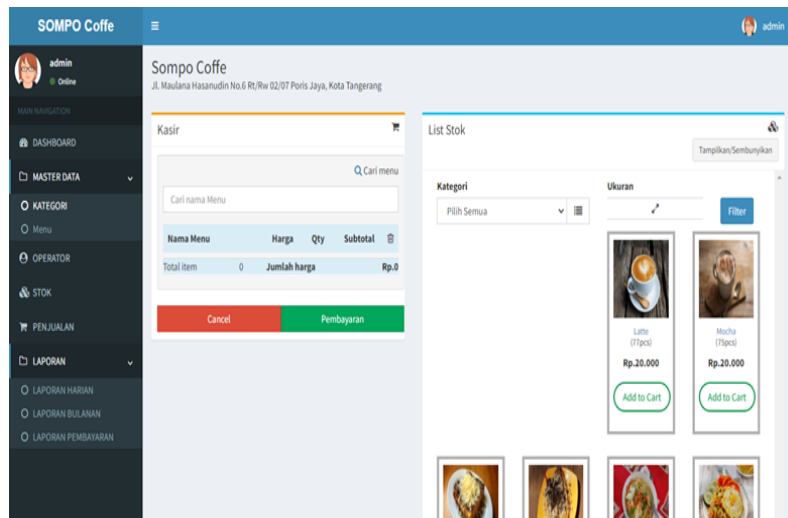 SOMPO Coffe
admin
admin
Online
MAIN NAVIGATION
DASHBOARD
MASTER DATA
KATEGORI
Menu
OPERATOR
STOK
PENJUALAN
LAPORAN
LAPORAN HARIAN
LAPORAN BULANAN
LAPORAN PEMBAYARAN
Sompo Coffe
Jl. Maulana Hasanudin No.6 Rt/Rw 02/07 Poris Jaya, Kota Tangerang
Kasir
Cari menu
Cari nama Menu
Nama Menu Harga Qty Subtotal
Total item 0 Jumlah harga Rp.0
Cancel Pembayaran
List Stok
Tampilkan/Sembunyikan
Kategori Ukuran
Pilih Semua Filter
Latte
(77pcs)
Rp.20.000
Add to Cart
Mocha
(75pcs)
Rp.20.000
Add to Cart